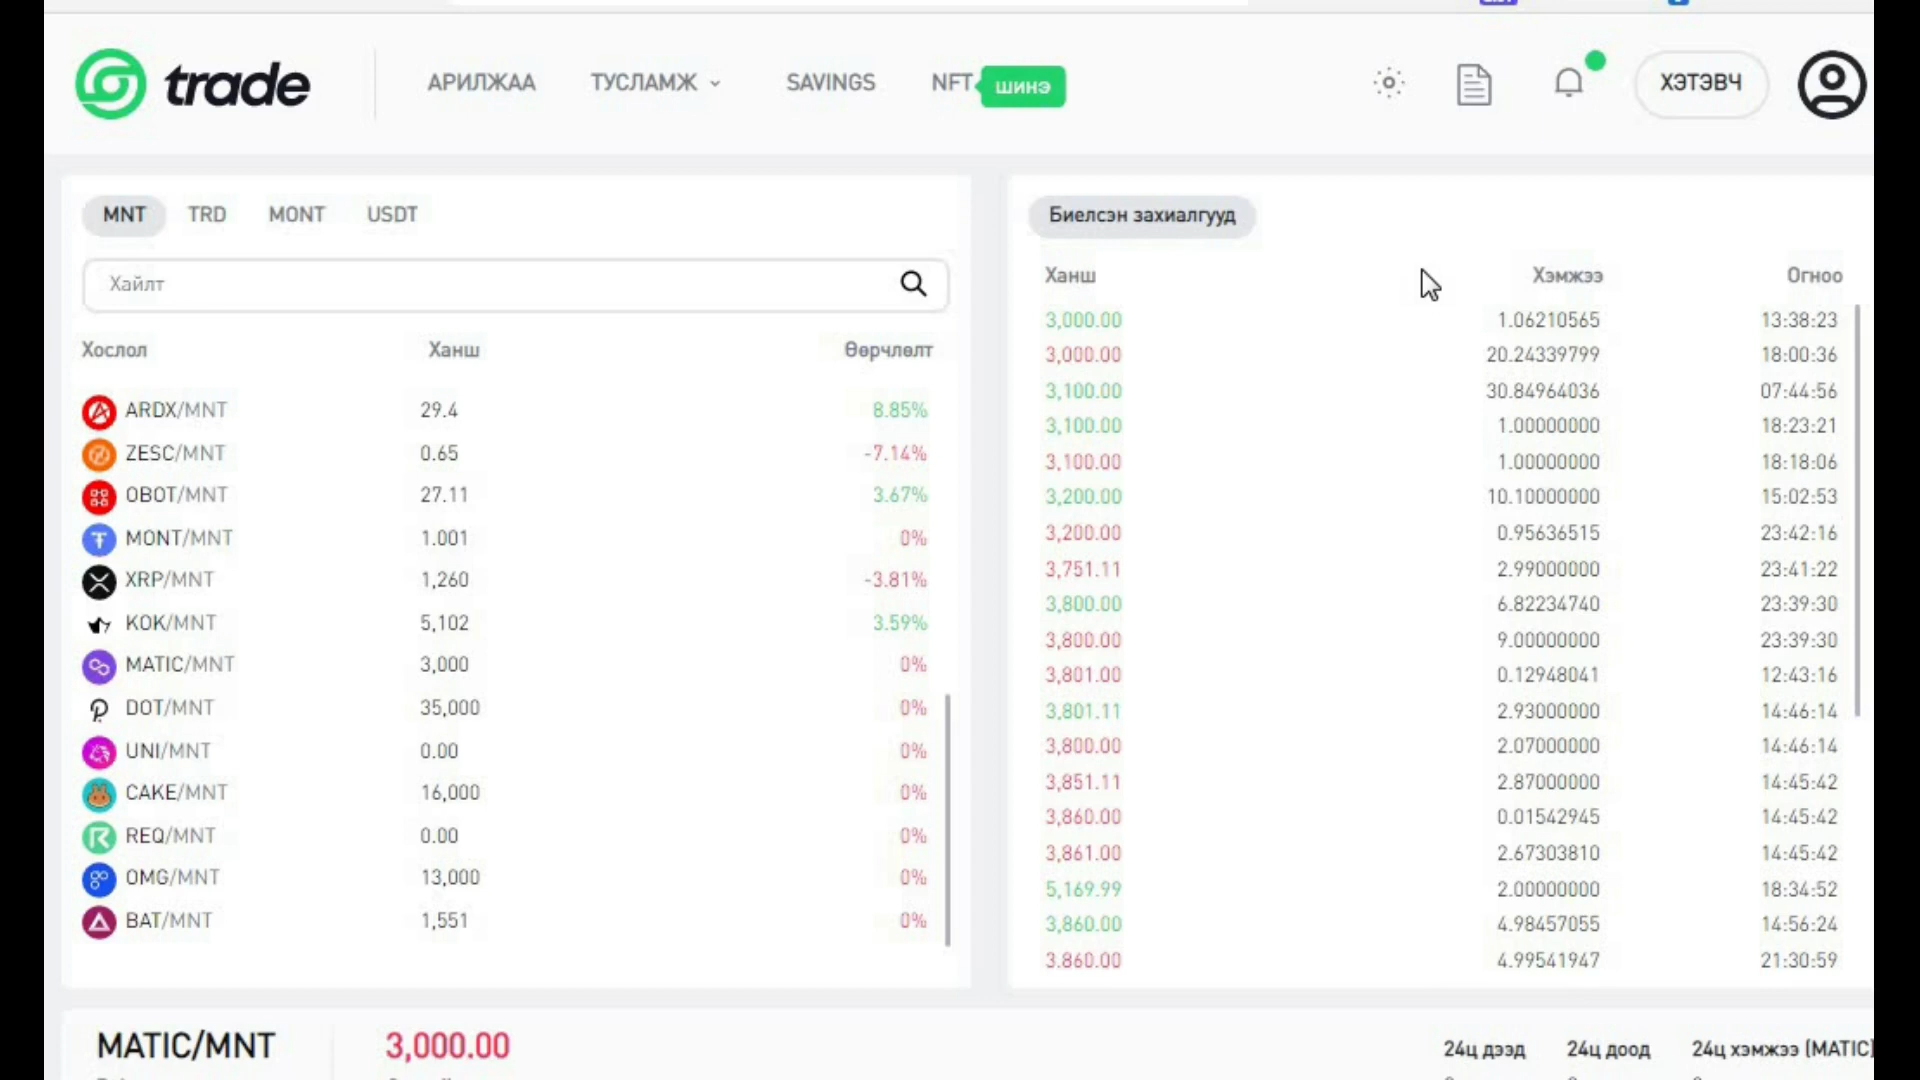 trade
АРИЛЖАА
ТУСЛАМЖ
SAVINGS
NFT шинэ
ХЭТЭВЧ
MNT TRD MONT USDT
Хайлт
Хослол Ханш Өөрчлөлт
ARDX/MNT 29.4 8.85%
ZESC/MNT 0.65 -7.14%
OBOT/MNT 27.11 3.67%
MONT/MNT 1.001 0%
XRP/MNT 1,260 -3.81%
KOK/MNT 5,102 3.59%
MATIC/MNT 3,000 0%
DOT/MNT 35,000 0%
UNI/MNT 0.00 0%
CAKE/MNT 16,000 0%
REQ/MNT 0.00 0%
OMG/MNT 13,000 0%
BAT/MNT 1,551 0%
Биелсэн захиалгууд
Ханш Хэмжээ Огноо
3,000.00 1.06210565 13:38:23
3,000.00 20.24339799 18:00:36
3,100.00 30.84964036 07:44:56
3,100.00 1.00000000 18:23:21
3,100.00 1.00000000 18:18:06
3,200.00 10.10000000 15:02:53
3,200.00 0.95636515 23:42:16
3,751.11 2.99000000 23:41:22
3,800.00 6.82234740 23:39:30
3,800.00 9.00000000 23:39:30
3,801.00 0.12948041 12:43:16
3,801.11 2.93000000 14:46:14
3,800.00 2.07000000 14:46:14
3,851.11 2.87000000 14:45:42
3,860.00 0.01542945 14:45:42
3,861.00 2.67303810 14:45:42
5,169.99 2.00000000 18:34:52
3,860.00 4.98457055 14:56:24
3.860.00 4.99541947 21:30:59
MATIC/MNT 3,000.00
24ц дээд 24ц доод 24ц хэмжээ (MATIC)